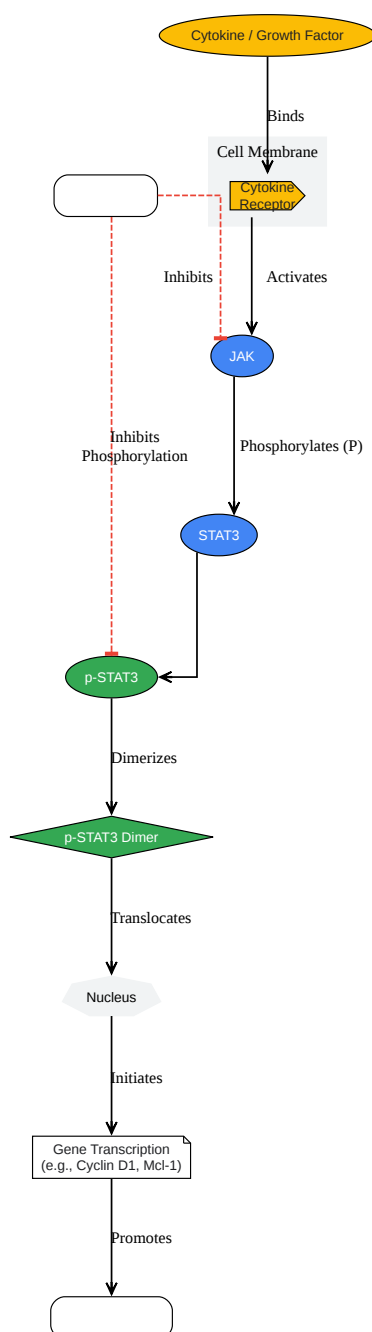 Cytokine / Growth Factor
Binds
Cell Membrane
Cytokine
Receptor
Inhibits
Activates
JAK
Inhibits
Phosphorylation
Phosphorylates (P)
STAT3
p-STAT3
Dimerizes
p-STAT3 Dimer
Translocates
Nucleus
Initiates
Gene Transcription
(e.g., Cyclin D1, Mcl-1)
Promotes